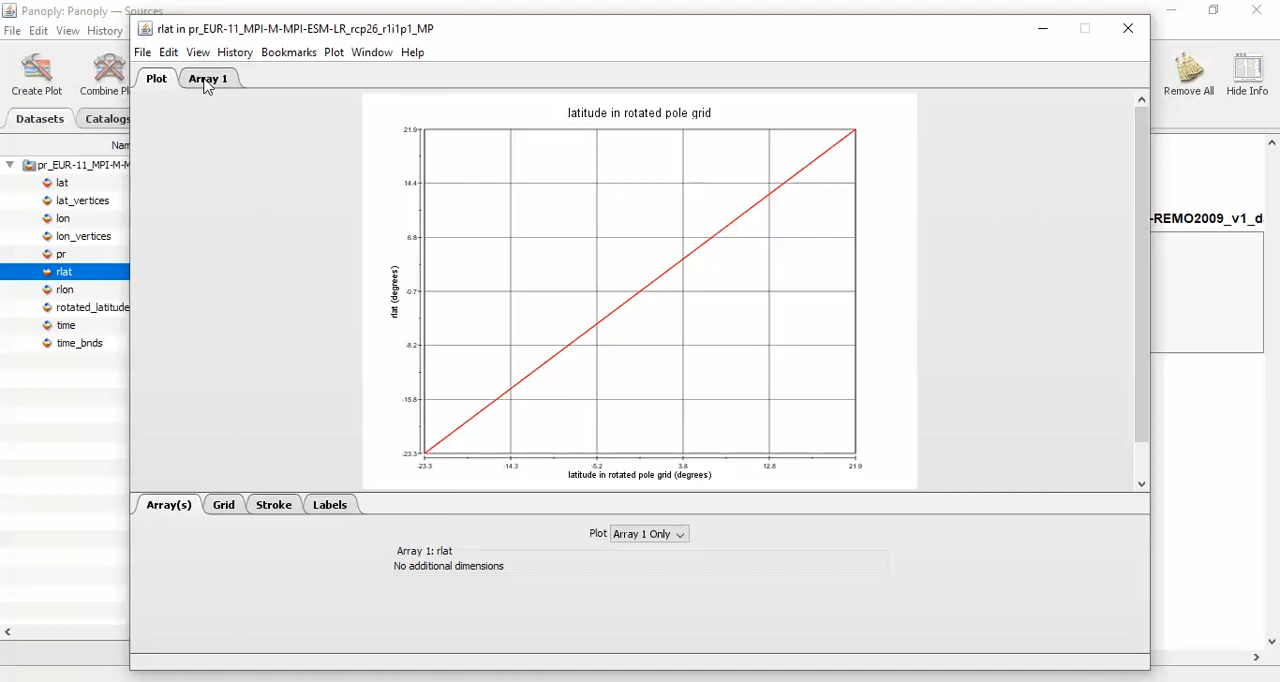 Panoply: Panoply — Sources
File Edit View History
Create Plot
Combine Pl
Remove All
Hide Info
Datasets
Catalogs
Nam
pr_EUR-11_MPI-M-M
lat
lat_vertices
lon
lon_vertices
pr
rlat
rlon
rotated_latitude
time
time_bnds
-REMO2009_v1_d
rlat in pr_EUR-11_MPI-M-MPI-ESM-LR_rcp26_r1i1p1_MP
File Edit View History Bookmarks Plot Window Help
Plot
Array 1
latitude in rotated pole grid
21.9
14.4
6.8
-0.7
-8.2
-15.8
-23.3
rlat (degrees)
-23.3 -14.3 -5.2 3.8 12.8 21.9
latitude in rotated pole grid (degrees)
Array(s) Grid Stroke Labels
Plot Array 1 Only
Array 1: rlat
No additional dimensions